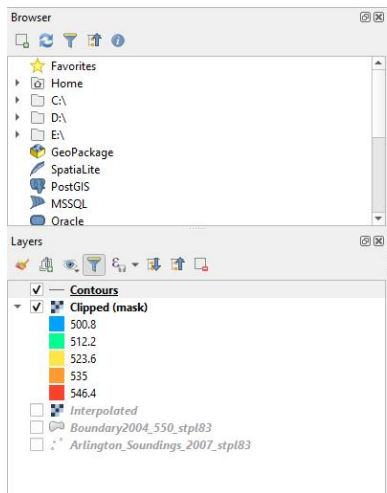 Browser
Favorites
Home
C:\
D:\
E:\
GeoPackage
SpatiaLite
PostGIS
MSSQL
Oracle
Layers
Contours
Clipped (mask)
500.8
512.2
523.6
535
546.4
Interpolated
Boundary2004_550_stpl83
Arlington_Soundings_2007_stpl83